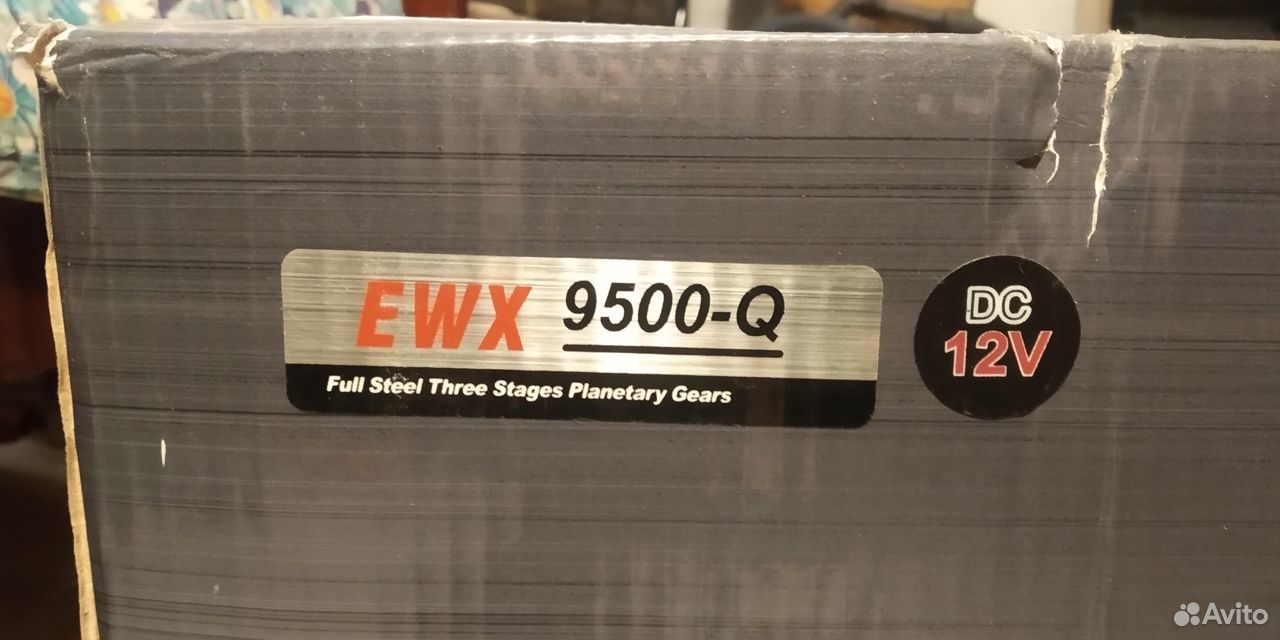 EWX 9500-Q
Full Steel Three Stages Planetary Gears
DC
12V
Avito